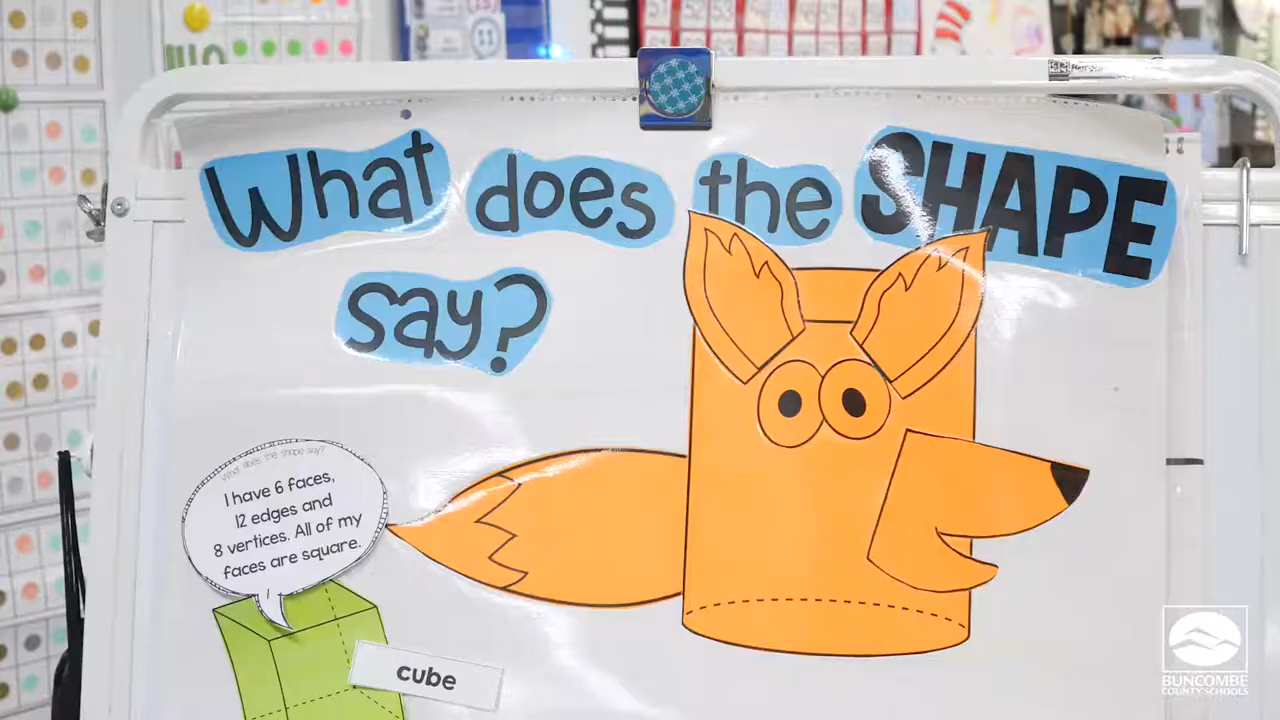 What does the SHAPE
say?
What does the shape say?
I have 6 faces,
12 edges and
8 vertices. All of my
faces are square.
cube
BUNCOMBE
COUNTY SCHOOLS